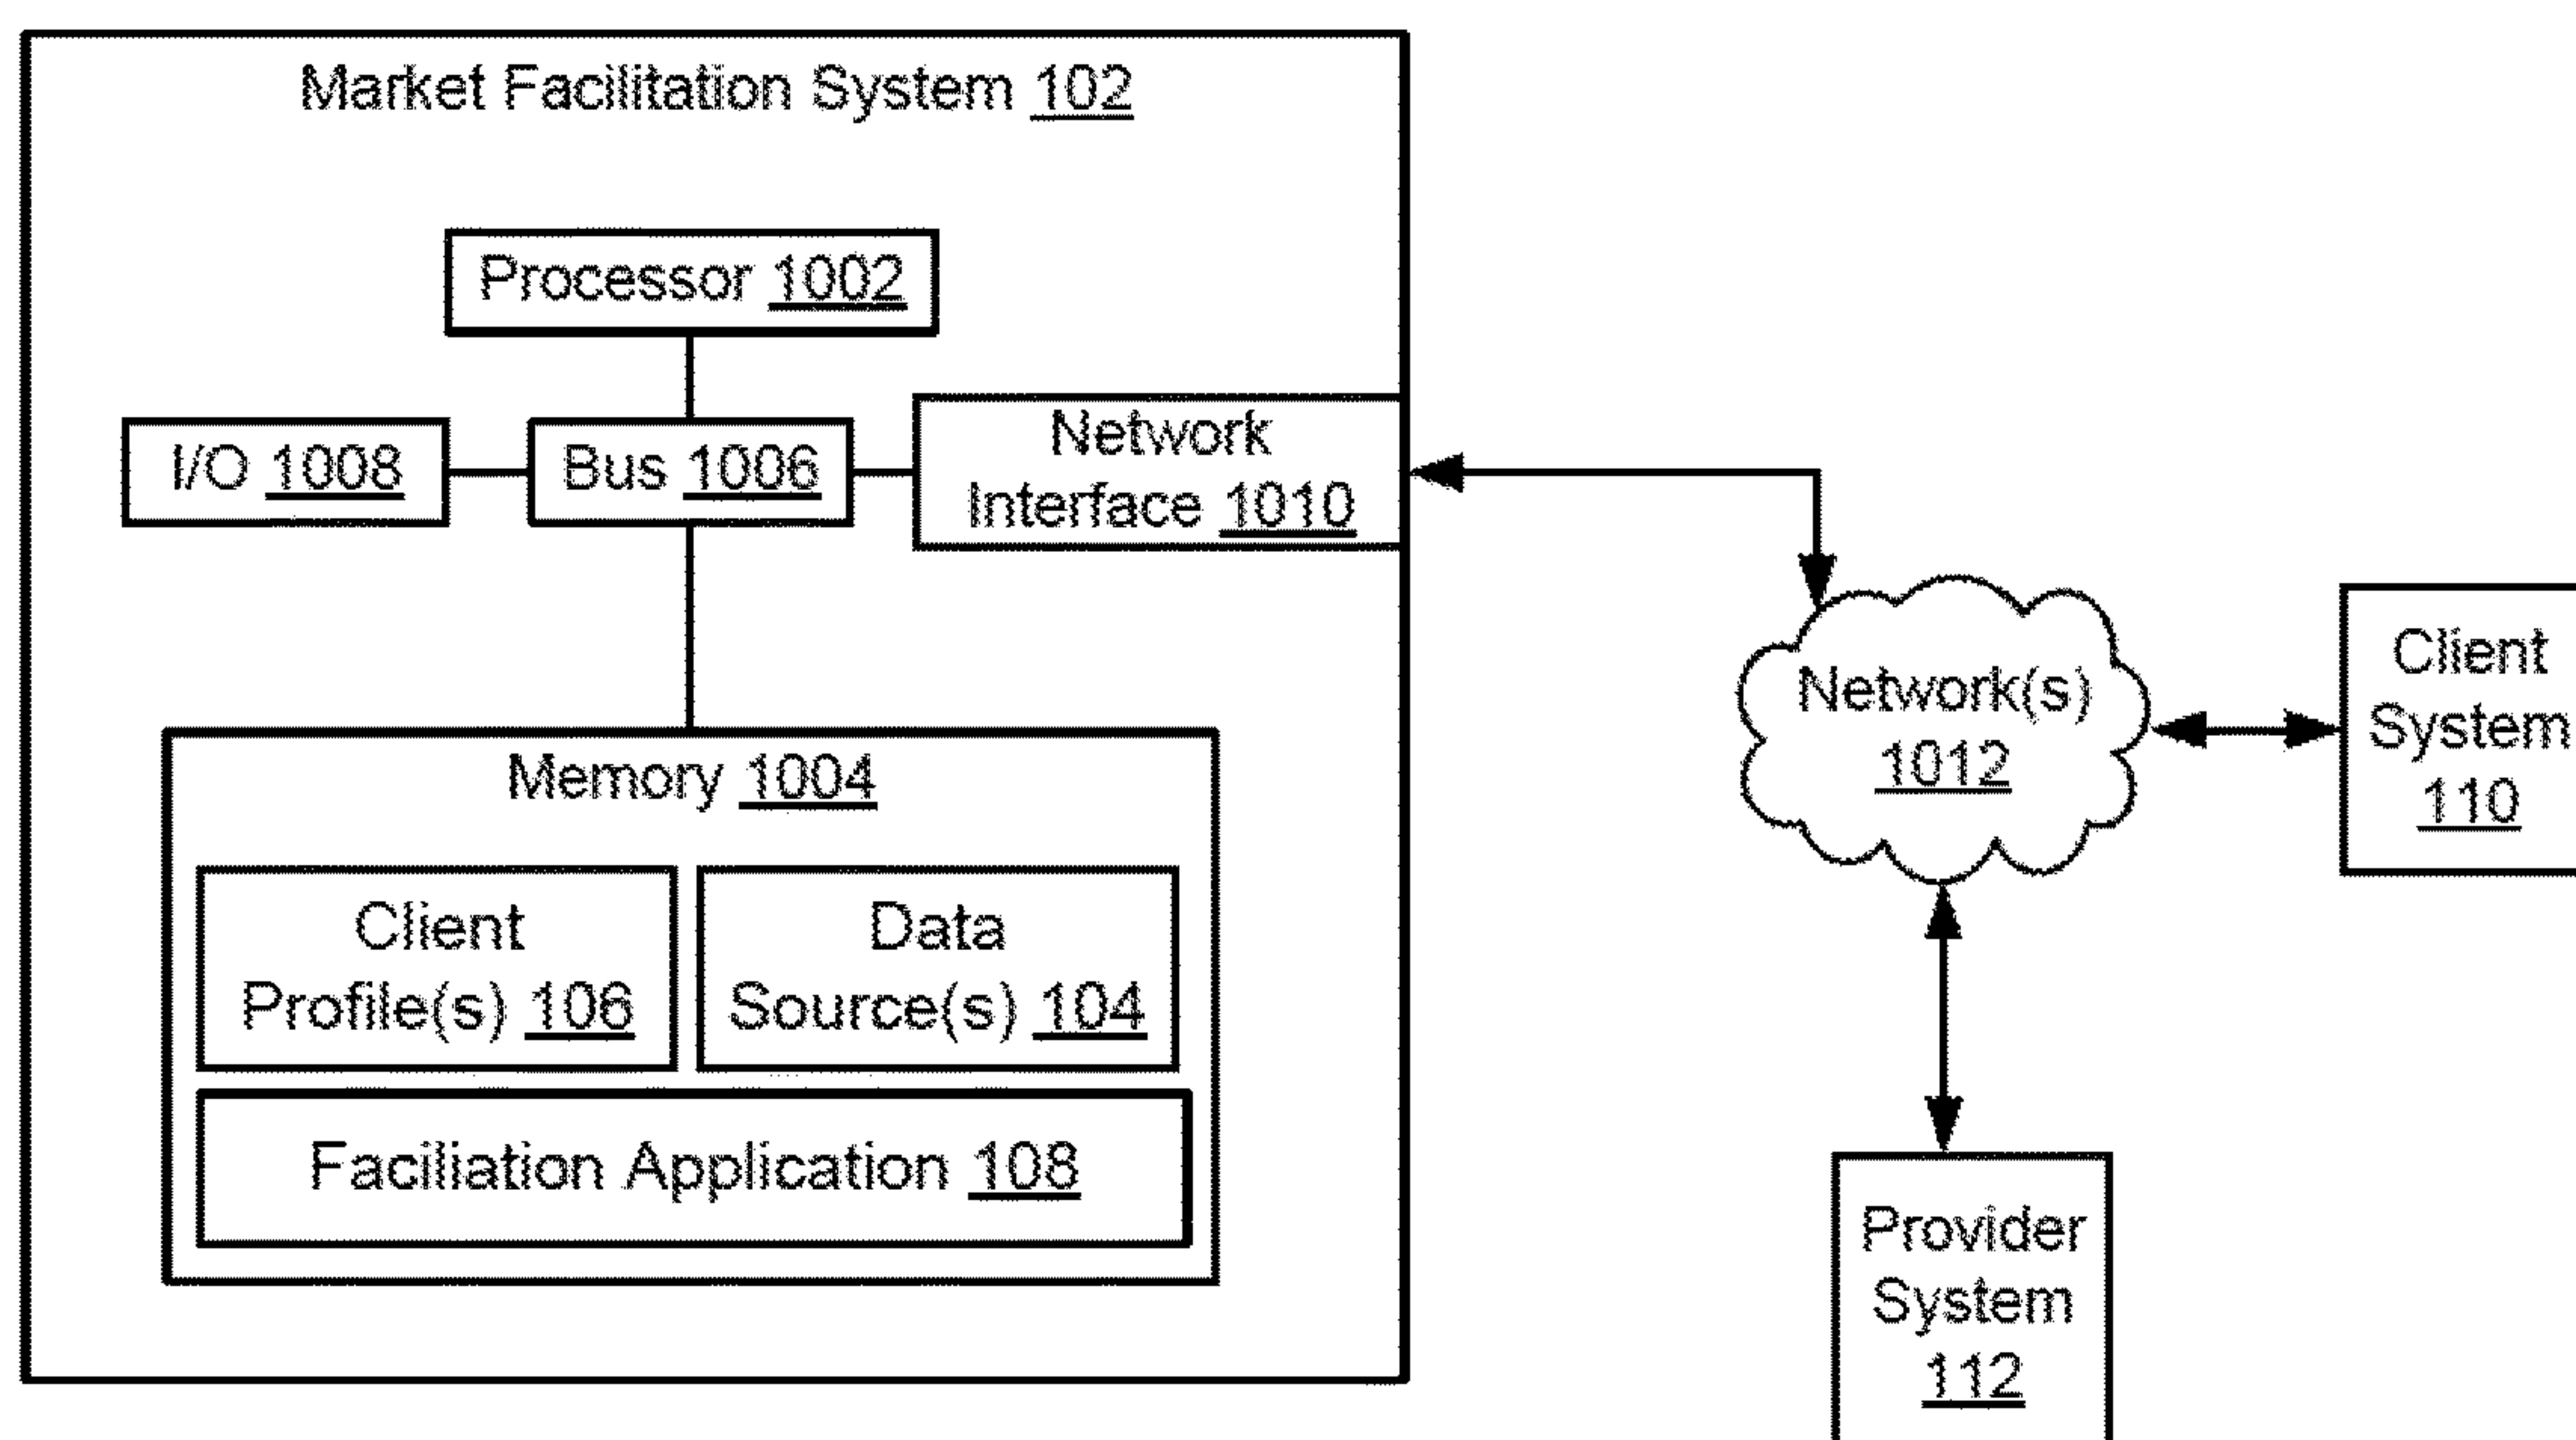 Market Facilitation System 102
Processor 1002
I/O 1008
Bus 1006
Network
Interface 1010
Memory 1004
Client
Profile(s) 106
Data
Source(s) 104
Faciliation Application 108
Network(s)
1012
Client
System
110
Provider
System
112